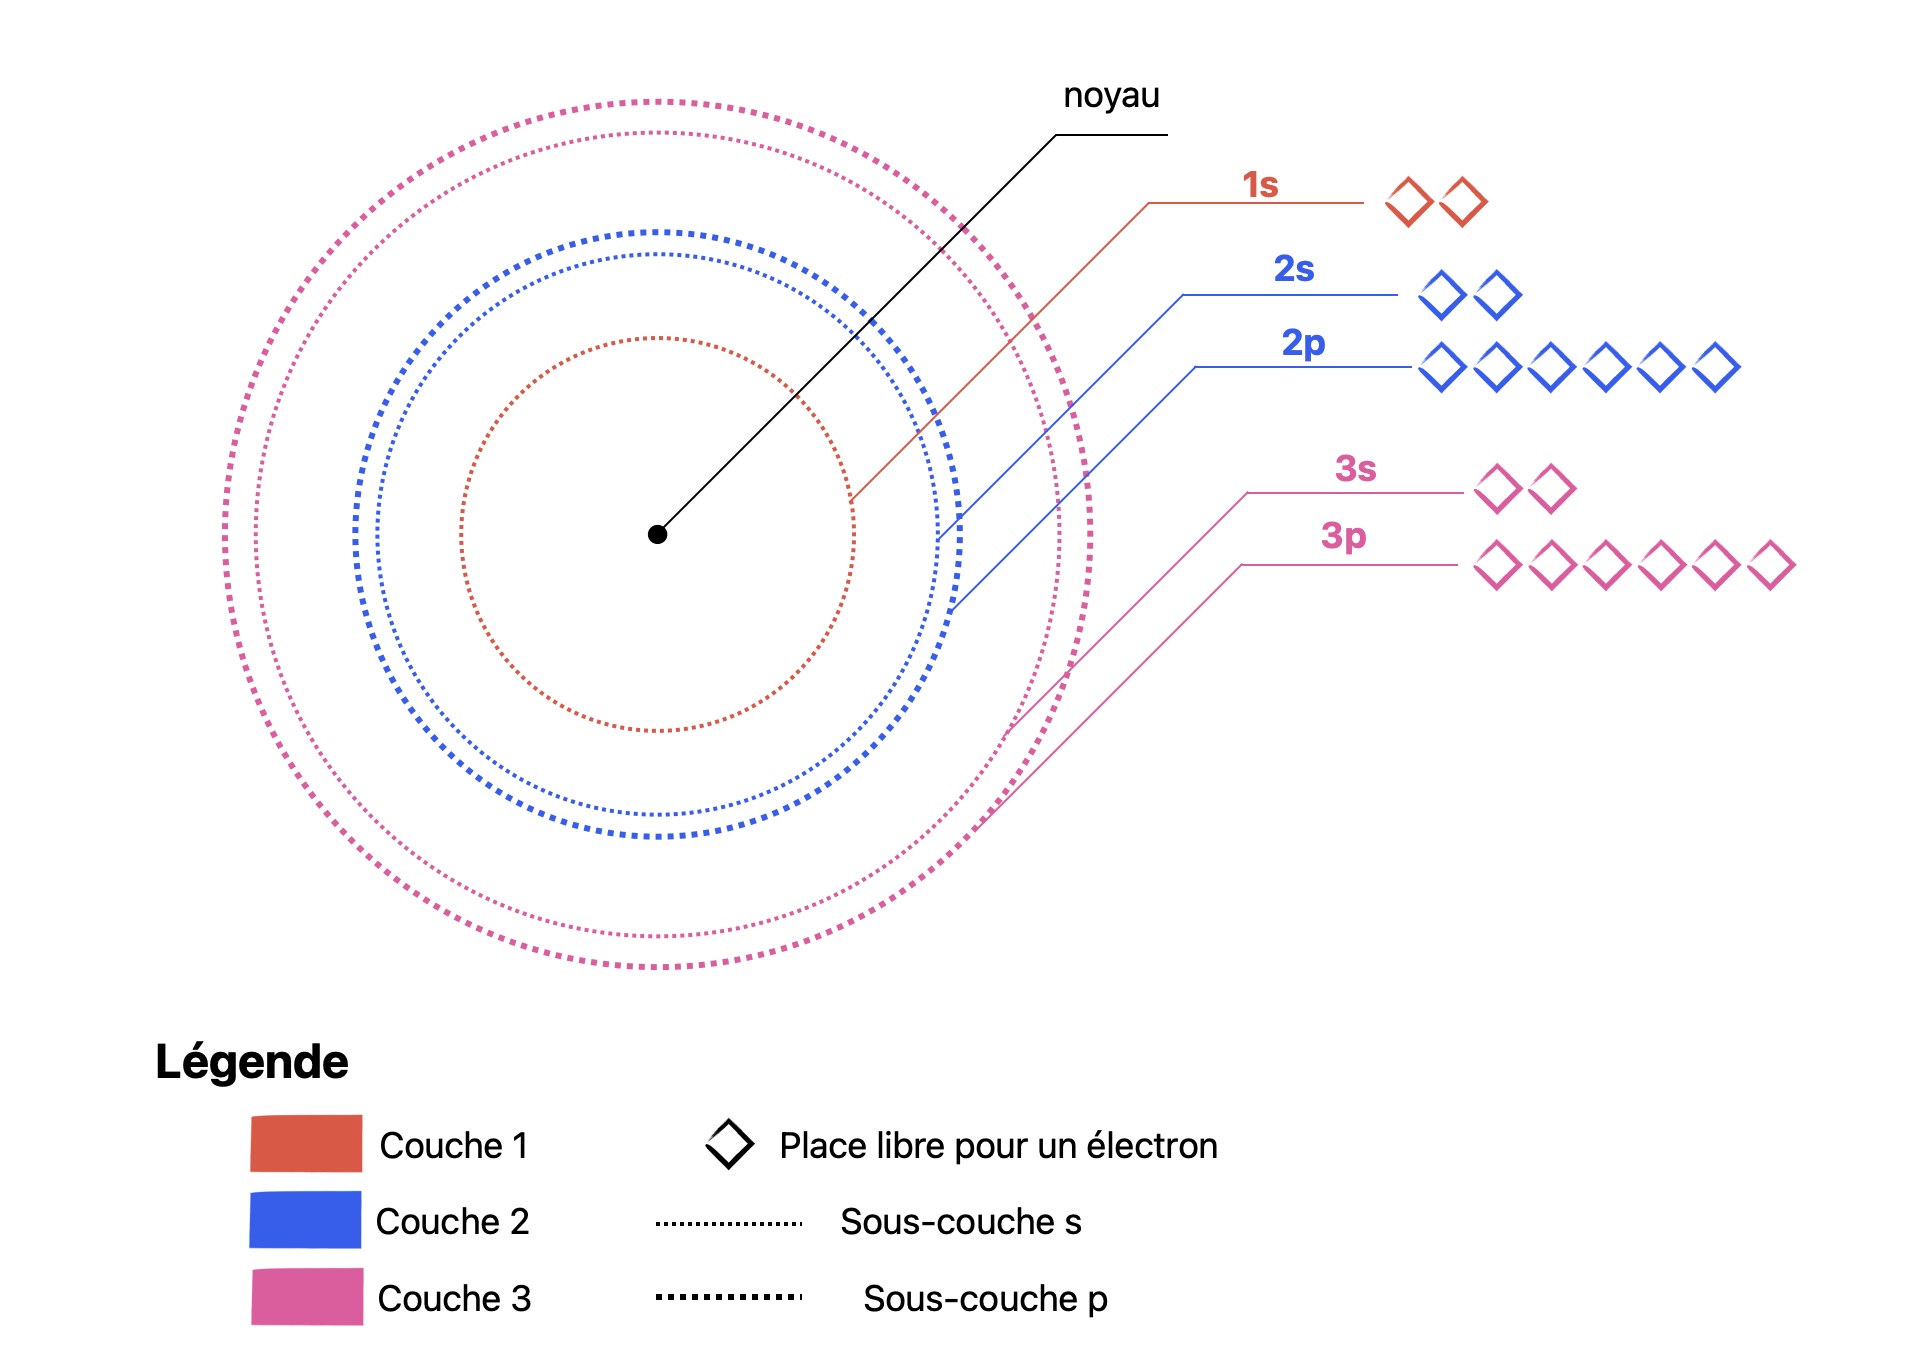 noyau
1s
2s
2p
3s
3p
Légende
Couche 1
Place libre pour un électron
Couche 2
Sous-couche s
Couche 3
Sous-couche p